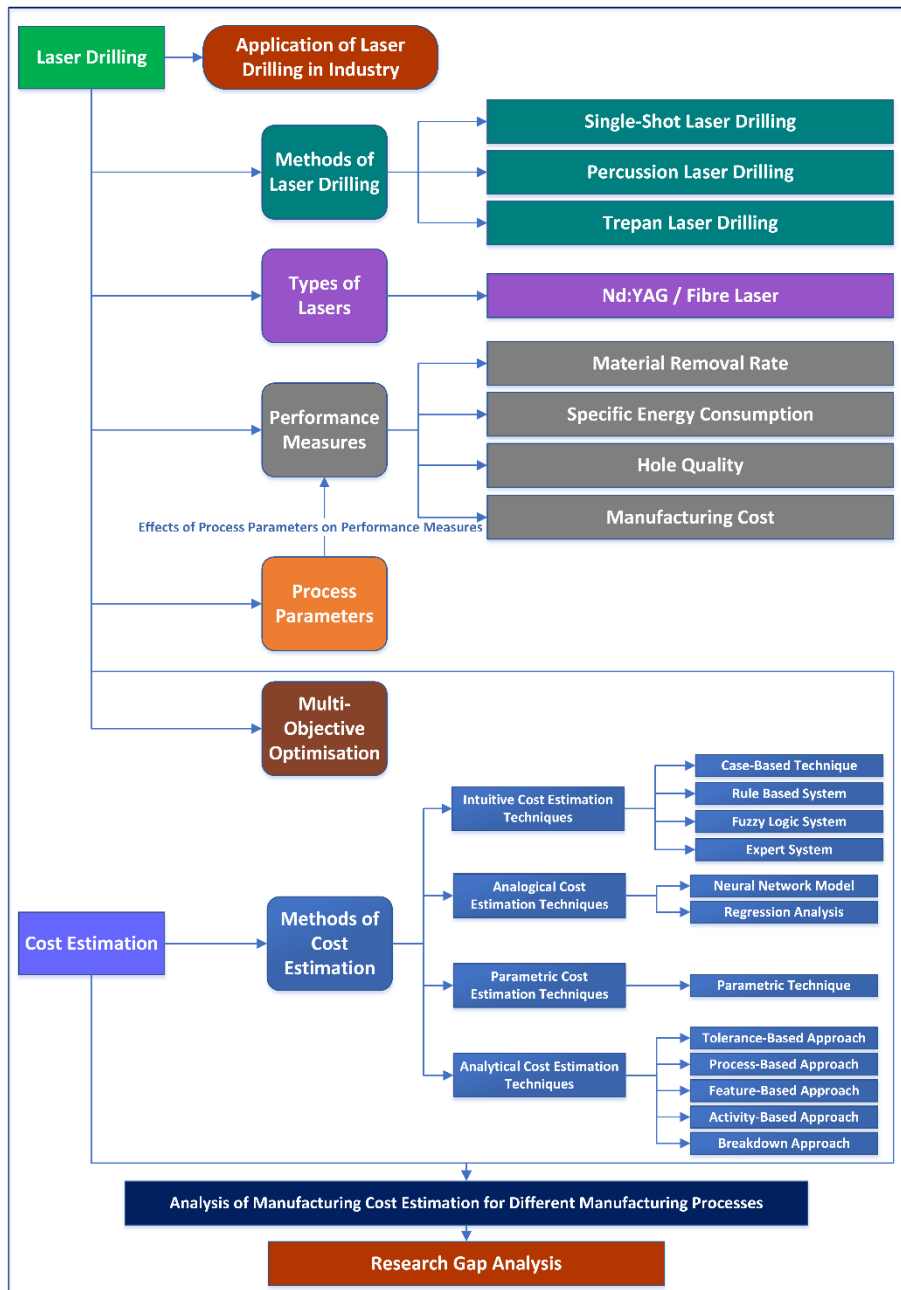 Laser Drilling
Application of Laser
Drilling in Industry
Methods of
Laser Drilling
Single-Shot Laser Drilling
Percussion Laser Drilling
Trepan Laser Drilling
Types of
Lasers
Nd:YAG / Fibre Laser
Performance
Measures
Material Removal Rate
Specific Energy Consumption
Hole Quality
Manufacturing Cost
Effects of Process Parameters on Performance Measures
Process
Parameters
Multi-
Objective
Optimisation
Cost Estimation
Methods of
Cost
Estimation
Intuitive Cost Estimation
Techniques
Case-Based Technique
Rule Based System
Fuzzy Logic System
Expert System
Analogical Cost
Estimation Techniques
Neural Network Model
Regression Analysis
Parametric Cost
Estimation Techniques
Parametric Technique
Analytical Cost Estimation
Techniques
Tolerance-Based Approach
Process-Based Approach
Feature-Based Approach
Activity-Based Approach
Breakdown Approach
Analysis of Manufacturing Cost Estimation for Different Manufacturing Processes
Research Gap Analysis